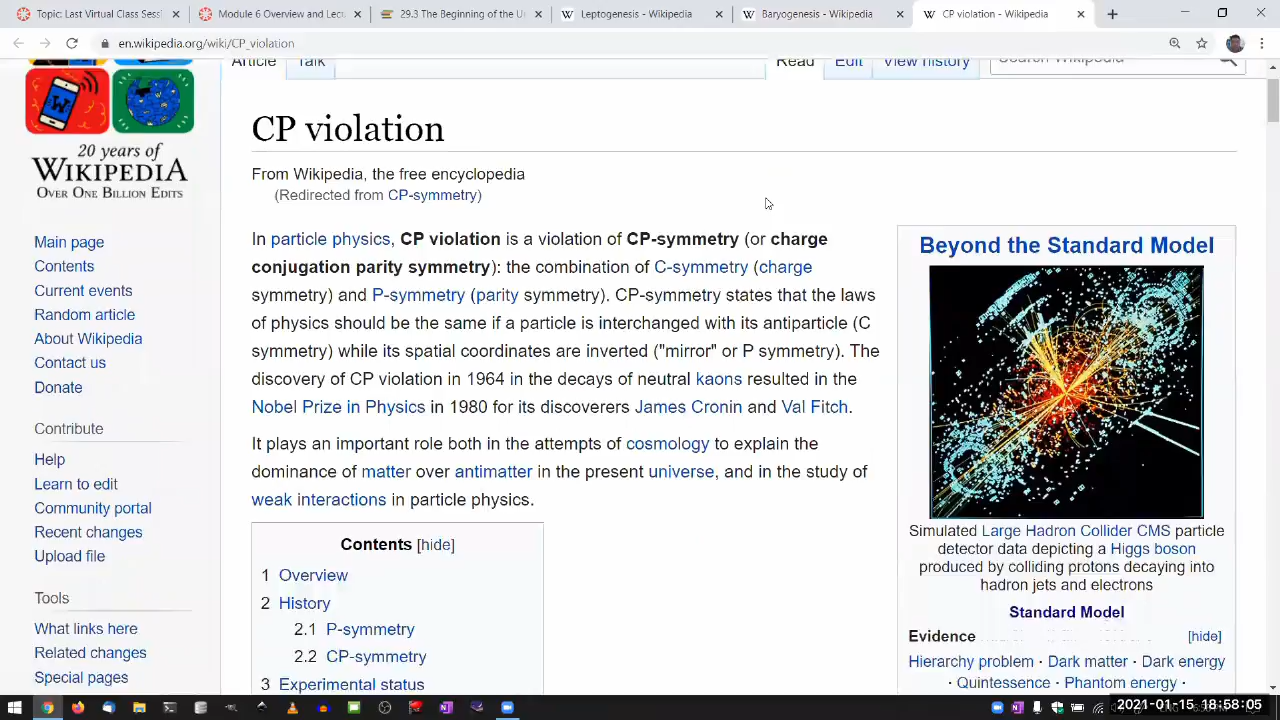 Topic: Last Virtual Class Sessi
Module 6 Overview and Lectu
29.3 The Beginning of the Un
Leptogenesis - Wikipedia
Baryogenesis - Wikipedia
CP violation - Wikipedia
en.wikipedia.org/wiki/CP_violation
Article
Talk
Read
Edit
View history
Search Wikipedia
20 years of
WIKIPEDIA
OVER ONE BILLION EDITS
Main page
Contents
Current events
Random article
About Wikipedia
Contact us
Donate
Contribute
Help
Learn to edit
Community portal
Recent changes
Upload file
Tools
What links here
Related changes
Special pages
CP violation
From Wikipedia, the free encyclopedia
(Redirected from CP-symmetry)
In particle physics, CP violation is a violation of CP-symmetry (or charge
conjugation parity symmetry): the combination of C-symmetry (charge
symmetry) and P-symmetry (parity symmetry). CP-symmetry states that the laws
of physics should be the same if a particle is interchanged with its antiparticle (C
symmetry) while its spatial coordinates are inverted ("mirror" or P symmetry). The
discovery of CP violation in 1964 in the decays of neutral kaons resulted in the
Nobel Prize in Physics in 1980 for its discoverers James Cronin and Val Fitch.
It plays an important role both in the attempts of cosmology to explain the
dominance of matter over antimatter in the present universe, and in the study of
weak interactions in particle physics.
Contents [hide]
1 Overview
2 History
2.1 P-symmetry
2.2 CP-symmetry
3 Experimental status
Beyond the Standard Model
Simulated Large Hadron Collider CMS particle
detector data depicting a Higgs boson
produced by colliding protons decaying into
hadron jets and electrons
Standard Model
Evidence [hide]
Hierarchy problem · Dark matter · Dark energy
· Quintessence · Phantom energy ·
2021-01-15 18:58:05